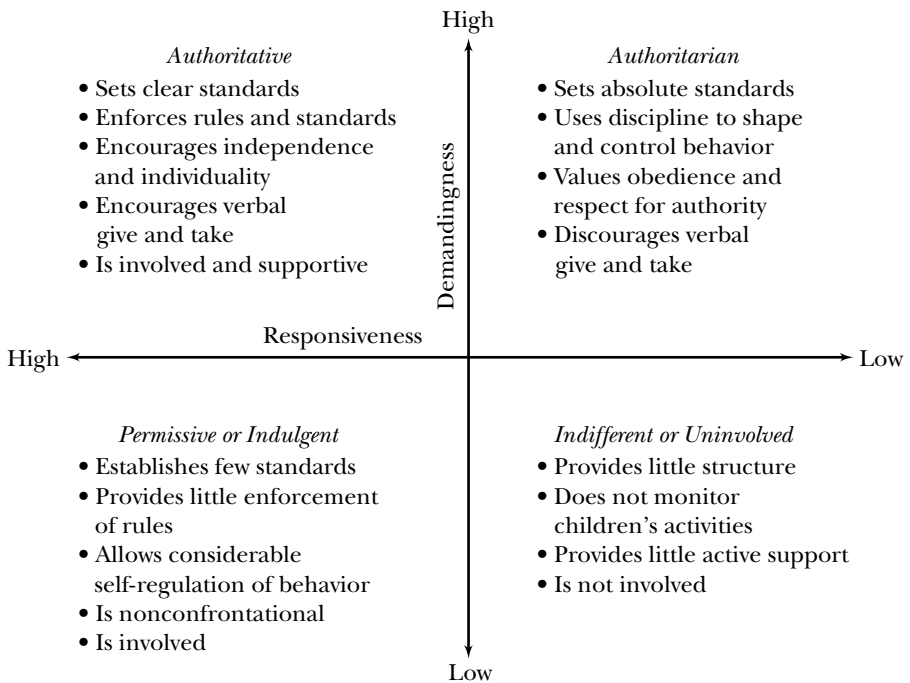 High
Authoritative
• Sets clear standards
• Enforces rules and standards
• Encourages independence
and individuality
• Encourages verbal
give and take
• Is involved and supportive
Demandingness
Authoritarian
• Sets absolute standards
• Uses discipline to shape
and control behavior
• Values obedience and
respect for authority
• Discourages verbal
give and take
Responsiveness
High
Low
Permissive or Indulgent
• Establishes few standards
• Provides little enforcement
of rules
• Allows considerable
self-regulation of behavior
• Is nonconfrontational
• Is involved
Indifferent or Uninvolved
• Provides little structure
• Does not monitor
children’s activities
• Provides little active support
• Is not involved
Low